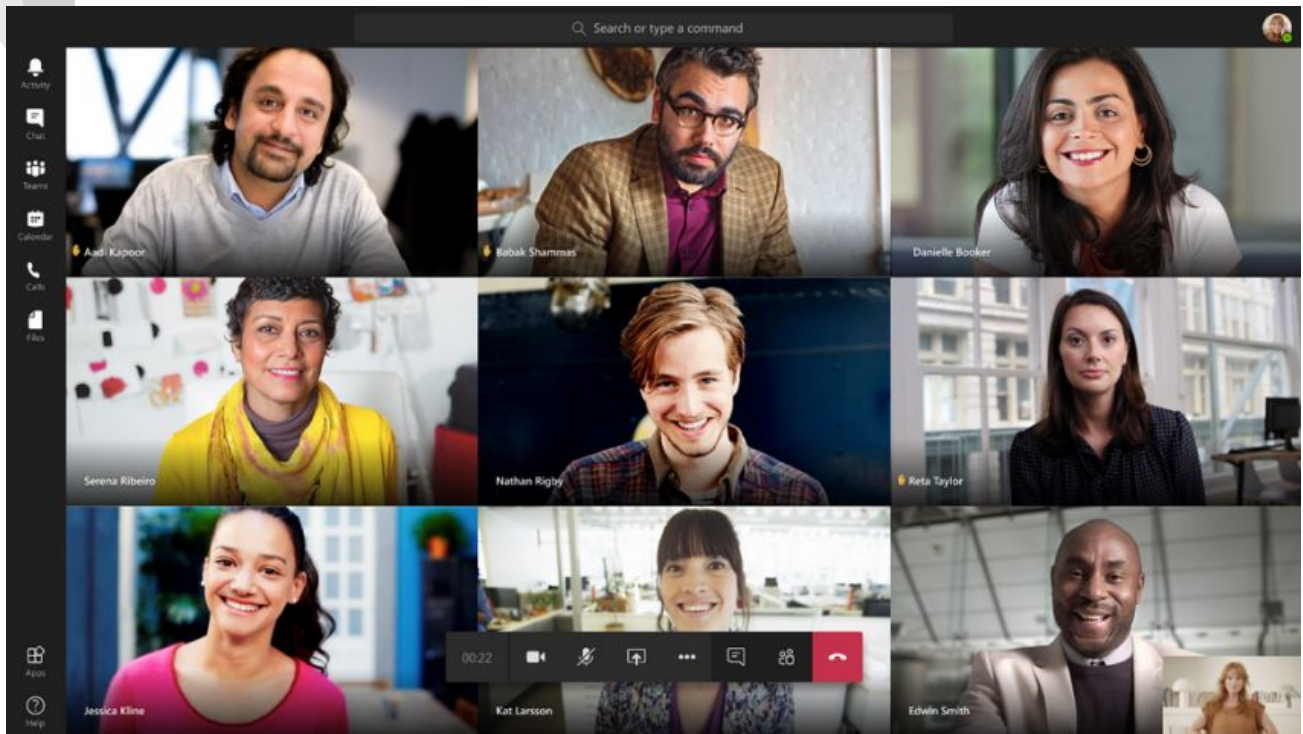 Search or type a command
Activity
Chat
Teams
Calendar
Calls
Files
Aadi Kapoor
Babak Shammas
Danielle Booker
Serena Ribeiro
Nathan Rigby
Reta Taylor
00:22
Jessica Kline
Kat Larsson
Edwin Smith
Apps
Help